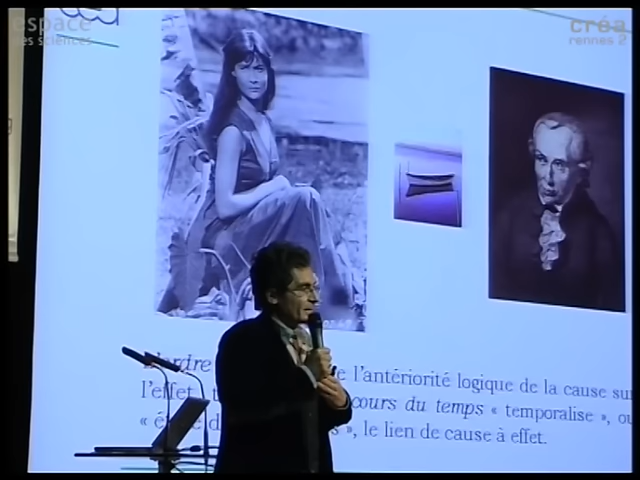 espace
des sciences
créa
rennes 2
l'ordre l'antériorité logique de la cause sur
l'effet cours du temps « temporalise », ou
», le lien de cause à effet.